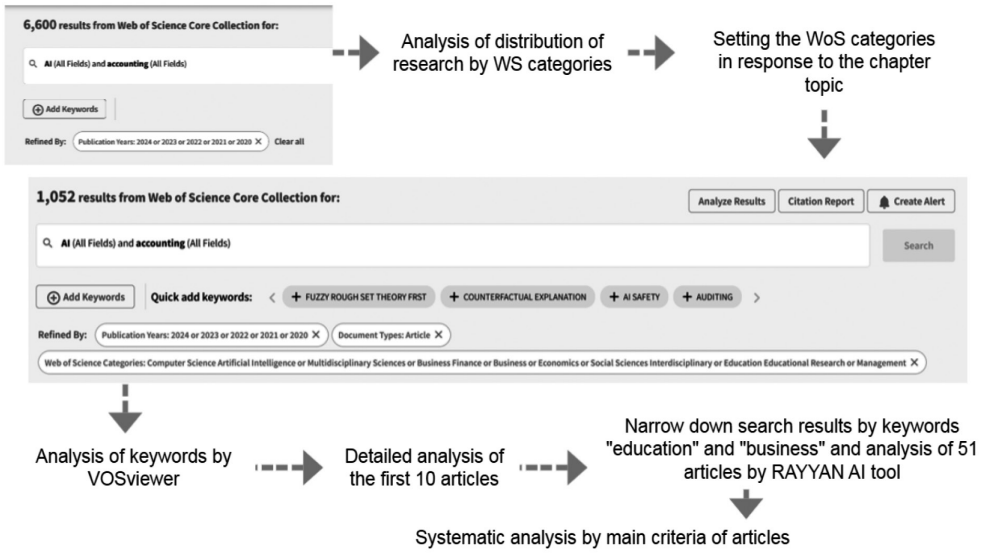 6,600 results from Web of Science Core Collection for:
AI (All Fields) and accounting (All Fields)
Add Keywords
Refined By: Publication Years: 2024 or 2023 or 2022 or 2021 or 2020 Clear all
Analysis of distribution of
research by WS categories
Setting the WoS categories
in response to the chapter
topic
1,052 results from Web of Science Core Collection for:
Analyze Results Citation Report Create Alert
AI (All Fields) and accounting (All Fields) Search
Add Keywords Quick add keywords: + FUZZY ROUGH SET THEORY FRST + COUNTERFACTUAL EXPLANATION + AI SAFETY + AUDITING
Refined By: Publication Years: 2024 or 2023 or 2022 or 2021 or 2020 Document Types: Article
Web of Science Categories: Computer Science Artificial Intelligence or Multidisciplinary Sciences or Business Finance or Business or Economics or Social Sciences Interdisciplinary or Education Educational Research or Management
Analysis of keywords by
VOSviewer
Detailed analysis of
the first 10 articles
Narrow down search results by keywords
"education" and "business" and analysis of 51
articles by RAYYAN AI tool
Systematic analysis by main criteria of articles